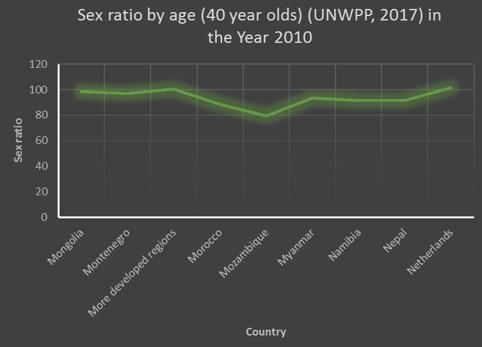 Sex ratio by age (40 year olds) (UNWPP, 2017) in
the Year 2010
120
100
80
60
40
20
0
Sex ratio
Mongolia
Montenegro
More developed regions
Morocco
Mozambique
Myanmar
Namibia
Nepal
Netherlands
Country